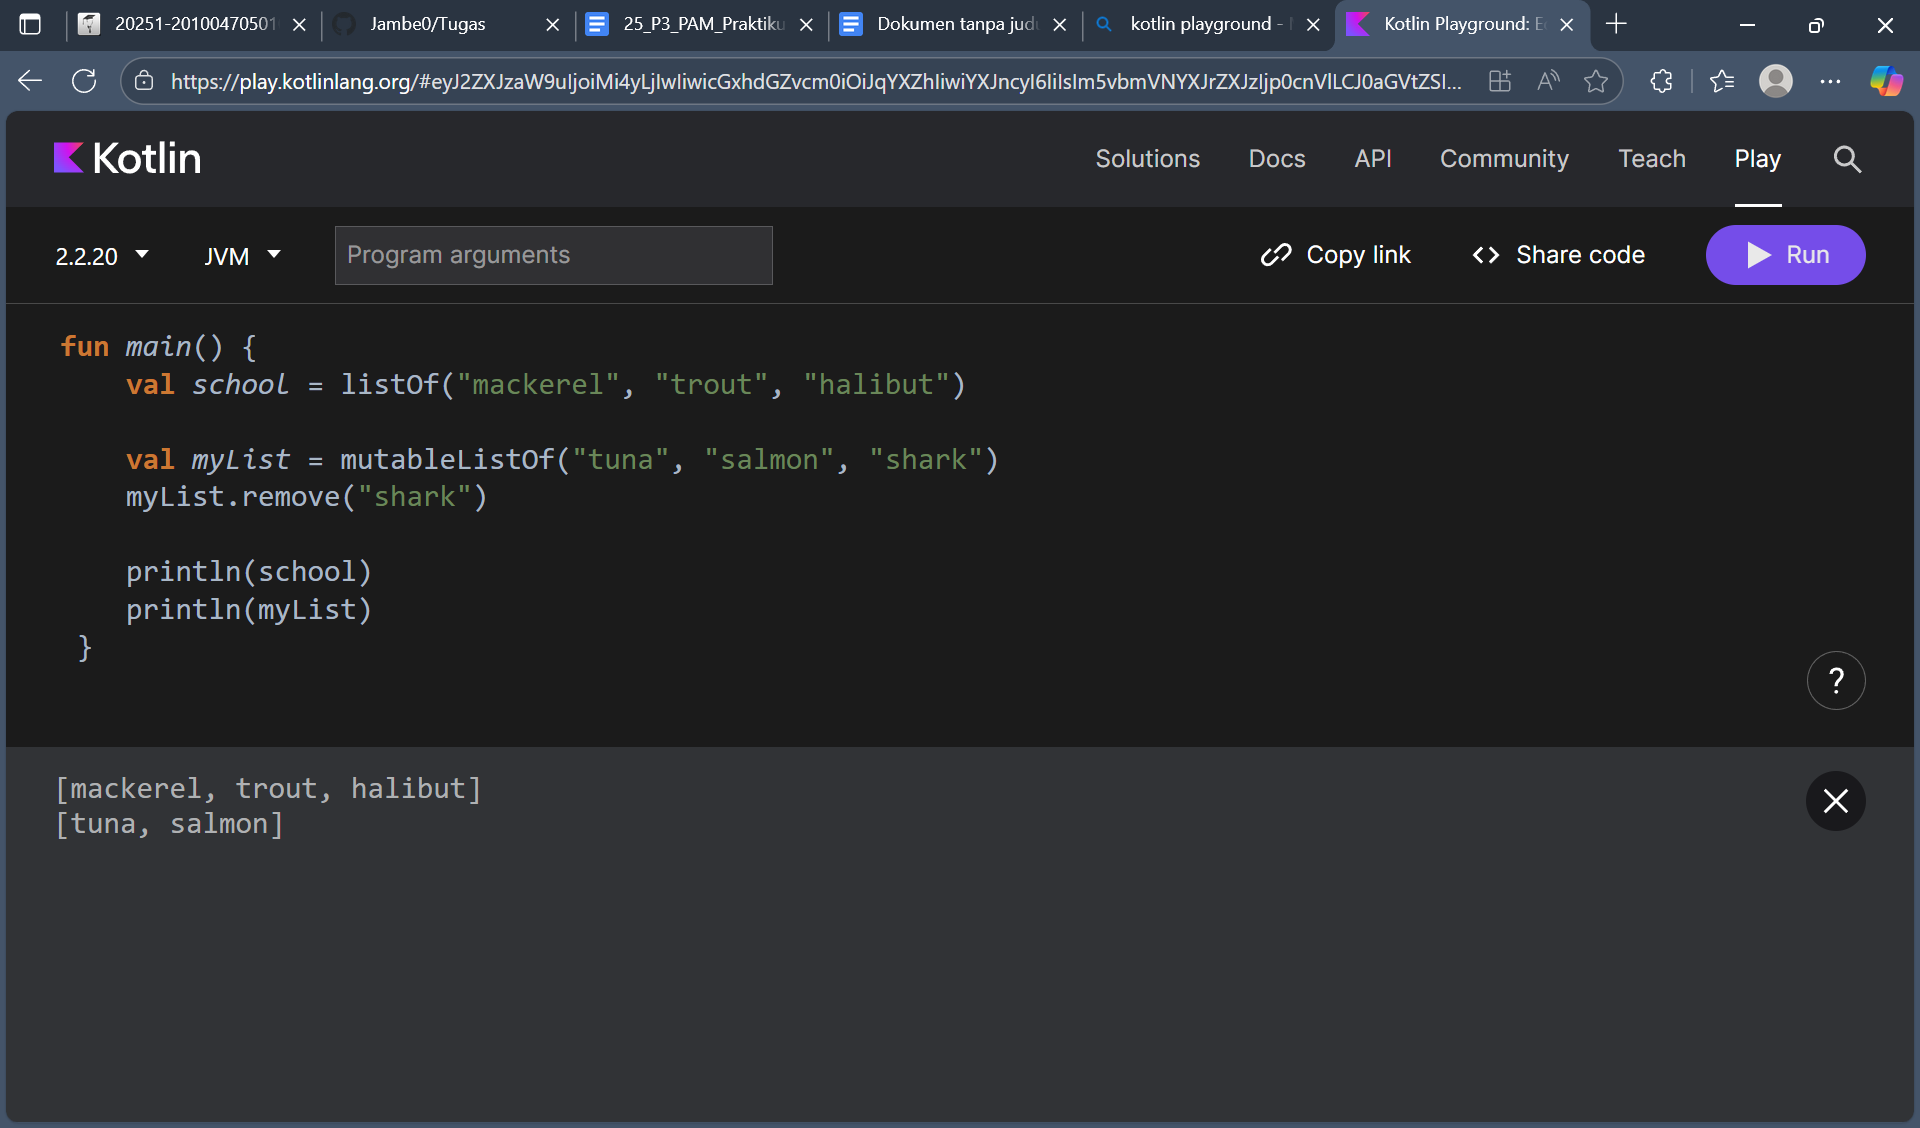 20251-20100470501
Jambe0/Tugas
25_P3_PAM_Praktiku
Dokumen tanpa judu
kotlin playground -
Kotlin Playground: E
https://play.kotlinlang.org/#eyJ2ZXJzaW9uIjoiMi4yLjIwIiwicGxhdGZvcm0iOiJqYXZhIiwiYXJncyI6IiIsIm5vbmVNYXJrZXJzIjp0cnVlLCJ0aGVtZSI...
Kotlin
Solutions
Docs
API
Community
Teach
Play
2.2.20
JVM
Program arguments
Copy link
<> Share code
Run
fun main() {
val school = listOf("mackerel", "trout", "halibut")
val myList = mutableListOf("tuna", "salmon", "shark")
myList.remove("shark")
println(school)
println(myList)
}
?
[mackerel, trout, halibut]
[tuna, salmon]